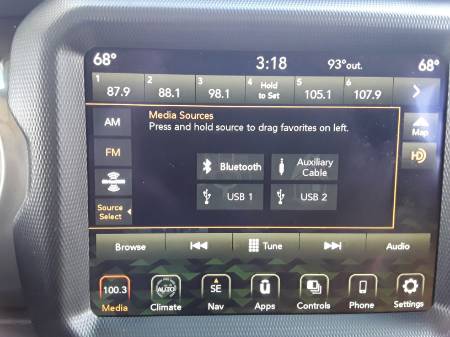 68° 3:18 93°out. 68°
1 2 3 4 5 6
87.9 88.1 98.1 Hold to Set 105.1 107.9
AM
FM
Source
Select
Media Sources
Press and hold source to drag favorites on left.
Bluetooth
Auxiliary
Cable
USB 1
USB 2
Map
HD
Browse Tune Audio
100.3 AUTO SE
Media Climate Nav Apps Controls Phone Settings